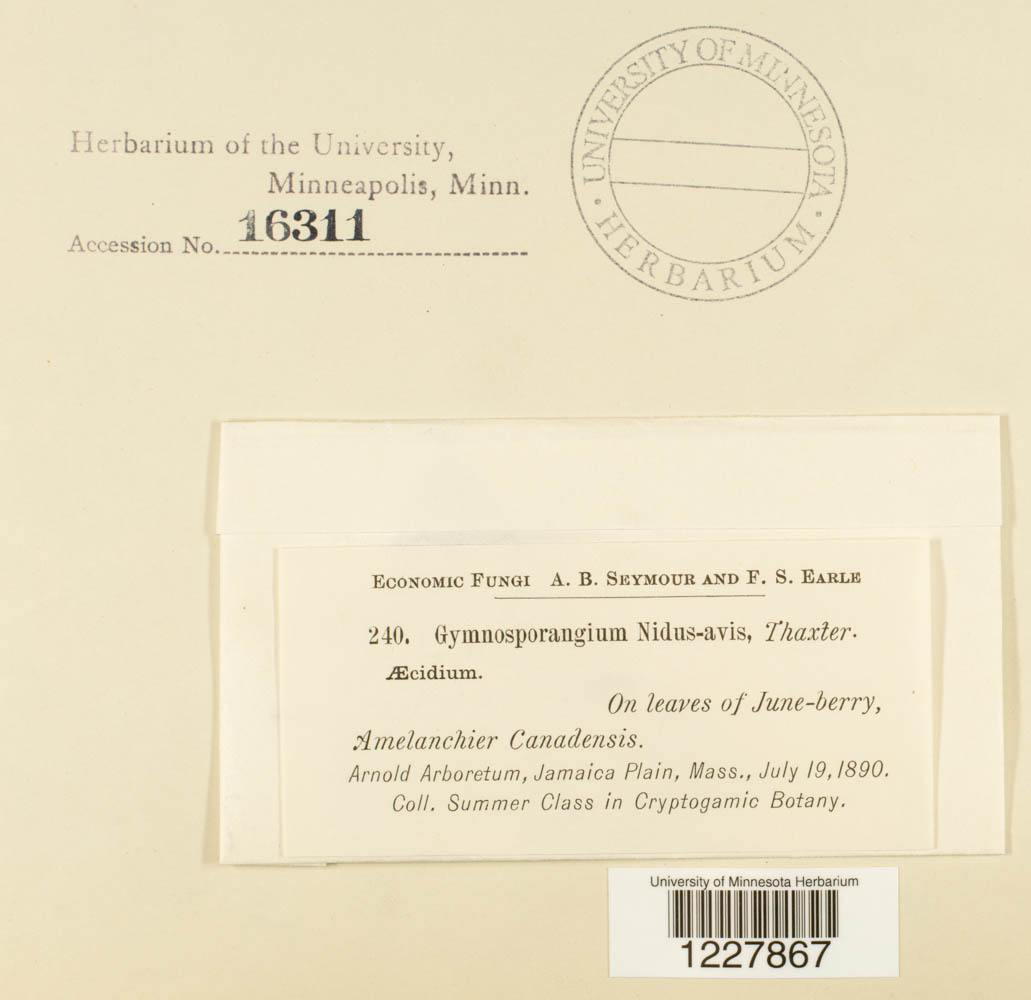 UNIVERSITY OF MINNESOTA
· HERBARIUM ·
Herbarium of the University,
Minneapolis, Minn.
Accession No. 16311
ECONOMIC FUNGI A. B. SEYMOUR AND F. S. EARLE
240. Gymnosporangium Nidus-avis, Thaxter.
Æcidium.
On leaves of June-berry,
Amelanchier Canadensis.
Arnold Arboretum, Jamaica Plain, Mass., July 19, 1890.
Coll. Summer Class in Cryptogamic Botany.
University of Minnesota Herbarium
1227867